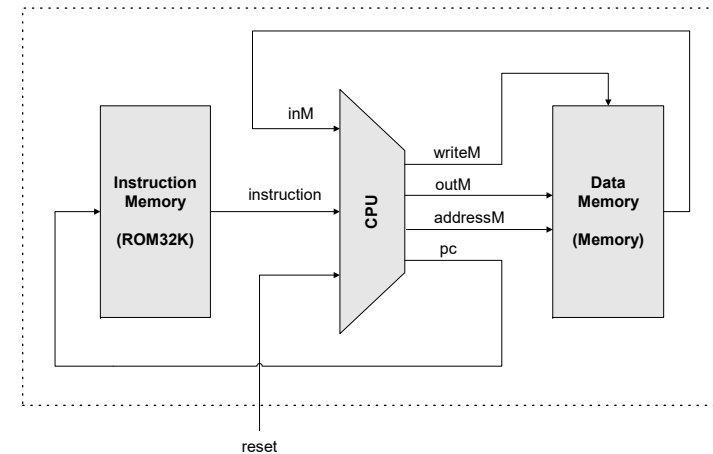 inM
writeM
Instruction
Memory
(ROM32K)
instruction
CPU
outM
addressM
pc
Data
Memory
(Memory)
reset